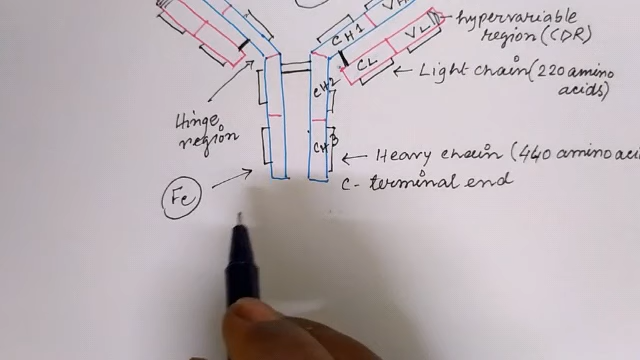 VH
hypervariable
region (CDR)
CH1
VL
CL
Light chain (220 amino
acids)
CH2
Hinge
region
CH3
Heavy chain (440 amino aci
Fc
C- terminal end